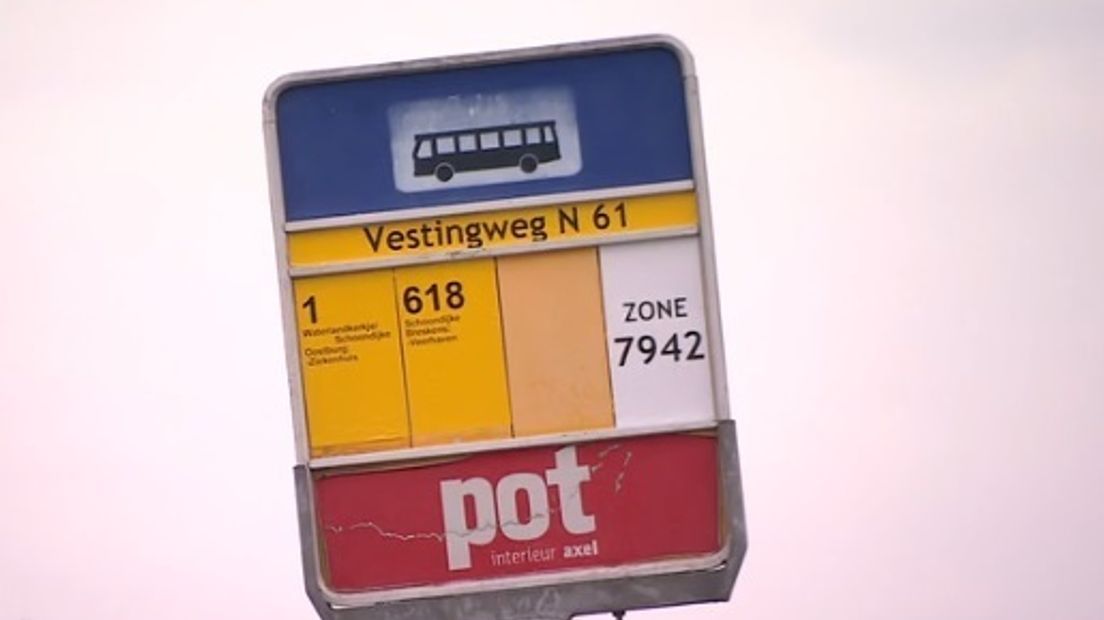 Vestingweg N 61
1
Waterlandkerkje/
Schoondijke
Oostburg:
-Ziekenhuis
618
Schoondijke
Breskens:
-Veerhaven
ZONE
7942
pot
interieur axel